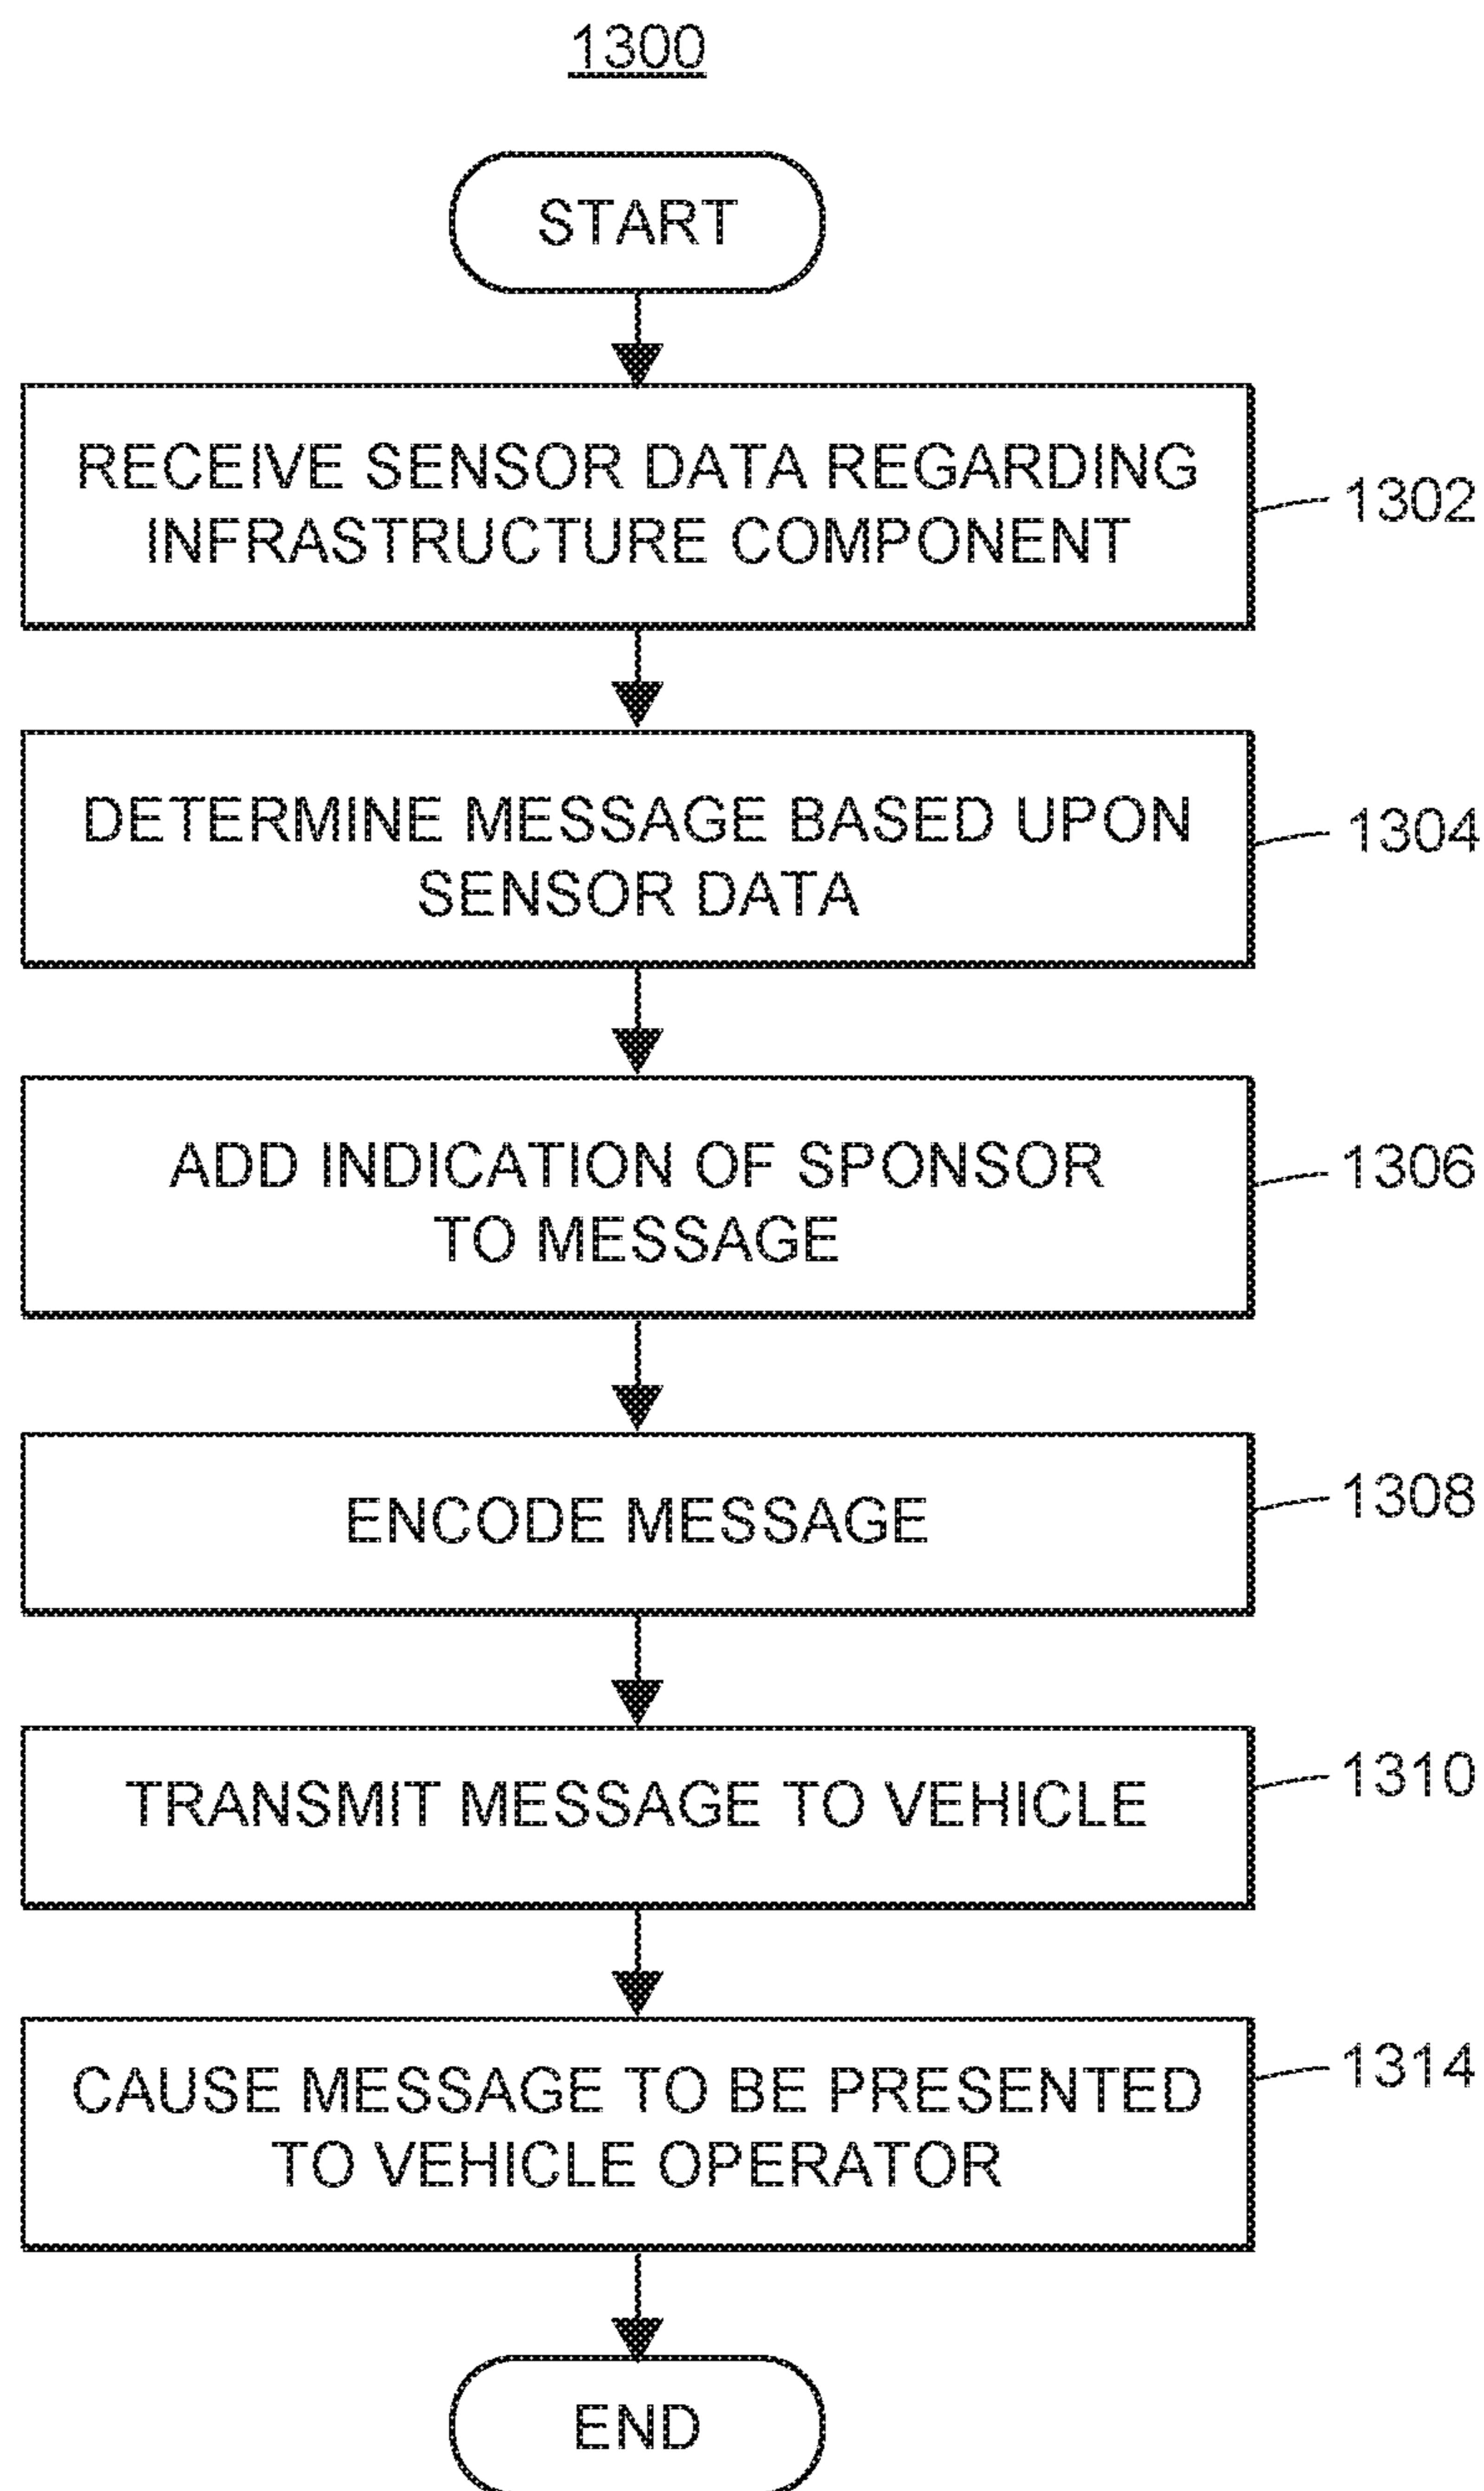 1300
START
RECEIVE SENSOR DATA REGARDING
INFRASTRUCTURE COMPONENT
1302
DETERMINE MESSAGE BASED UPON
SENSOR DATA
1304
ADD INDICATION OF SPONSOR
TO MESSAGE
1306
ENCODE MESSAGE
1308
TRANSMIT MESSAGE TO VEHICLE
1310
CAUSE MESSAGE TO BE PRESENTED
TO VEHICLE OPERATOR
1314
END